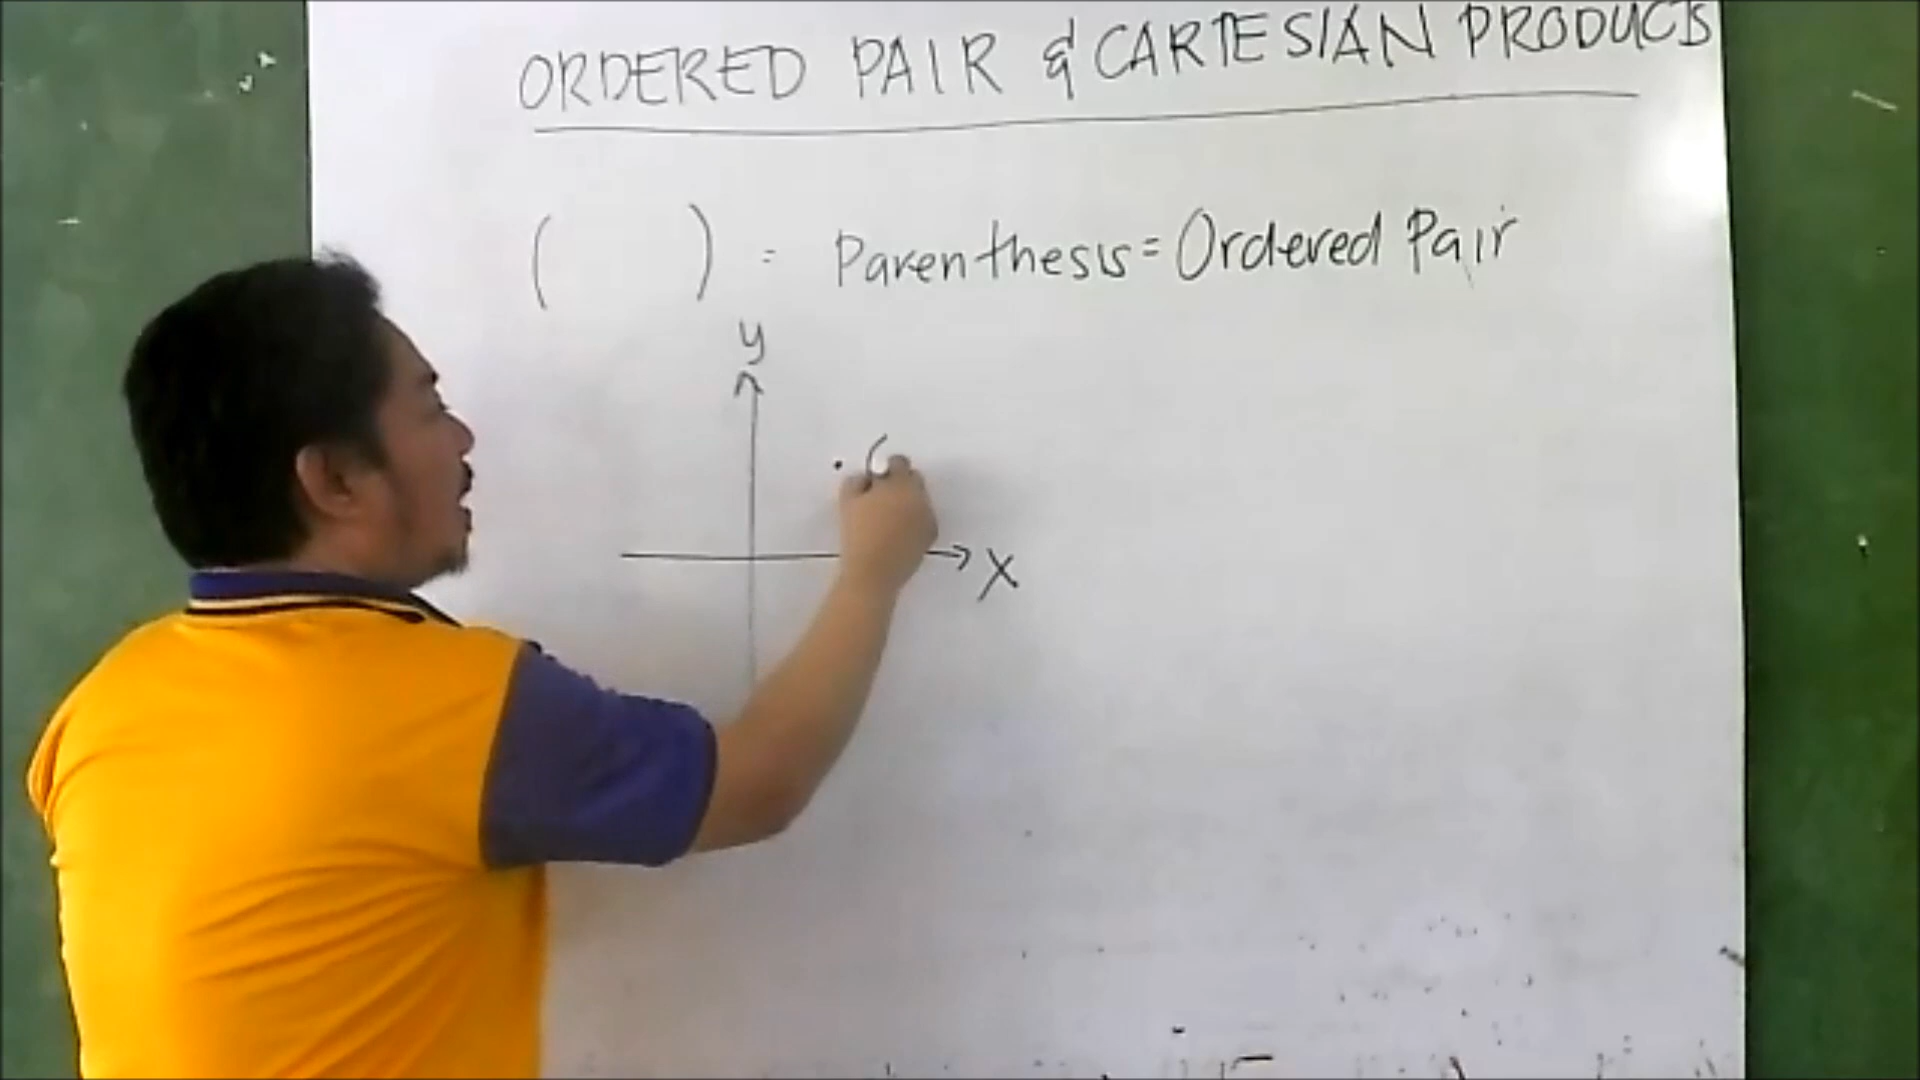 ORDERED PAIR & CARTESIAN PRODUCTS
( ) = Parenthesis = Ordered Pair
y
(
X